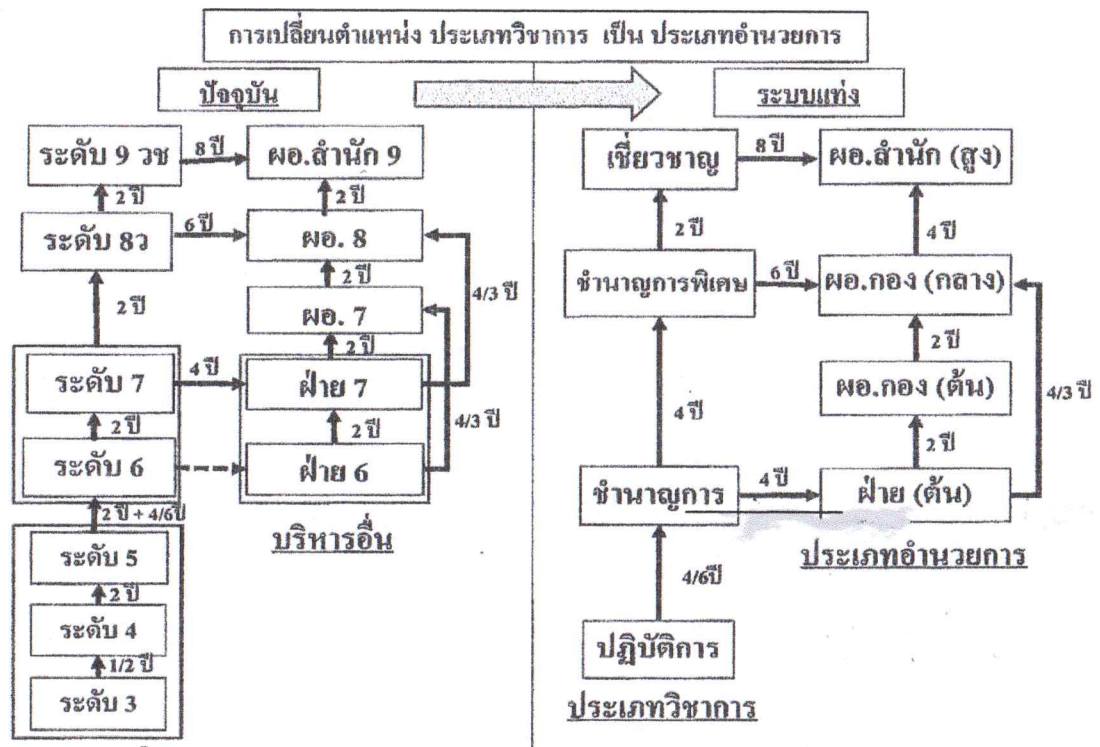 การเปลี่ยนตำแหน่ง ประเภทวิชาการ เป็น ประเภทอำนวยการ
ปัจจุบัน
ระบบแท่ง
ระดับ 9 วช
8 ปี
ผอ.สำนัก 9
2 ปี
2 ปี
ระดับ 8ว
6 ปี
ผอ. 8
2 ปี
2 ปี
4/3 ปี
ผอ. 7
2 ปี
ระดับ 7
4 ปี
ฝ่าย 7
2 ปี
2 ปี
4/3 ปี
ระดับ 6
ฝ่าย 6
2 ปี + 4/6ปี
บริหารอื่น
ระดับ 5
2 ปี
ระดับ 4
1/2 ปี
ระดับ 3
เชี่ยวชาญ
8 ปี
ผอ.สำนัก (สูง)
2 ปี
4 ปี
ชำนาญการพิเศษ
6 ปี
ผอ.กอง (กลาง)
2 ปี
ผอ.กอง (ต้น)
4/3 ปี
4 ปี
2 ปี
ชำนาญการ
4 ปี
ฝ่าย (ต้น)
ประเภทอำนวยการ
4/6ปี
ปฏิบัติการ
ประเภทวิชาการ